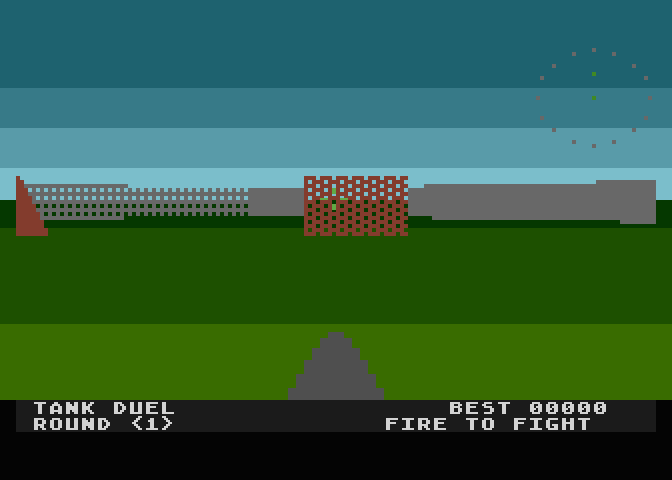 TANK DUEL BEST 00000
ROUND <1> FIRE TO FIGHT